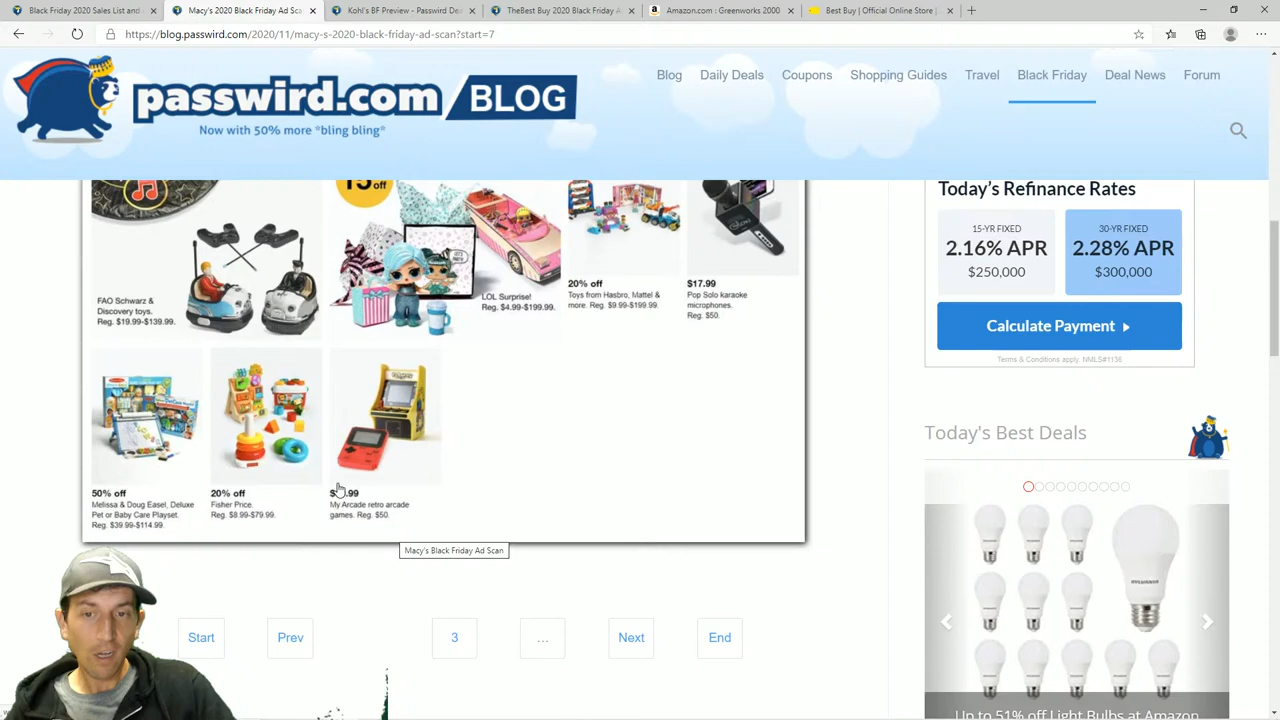 Black Friday 2020 Sales List and
Macy's 2020 Black Friday Ad Sca
Kohl's BF Preview - Passwird Dea
TheBest Buy 2020 Black Friday A
Amazon.com : Greenworks 2000
Best Buy | Official Online Store |
https://blog.passwird.com/2020/11/macy-s-2020-black-friday-ad-scan?start=7
passwird.com BLOG
Now with 50% more *bling bling*
Blog Daily Deals Coupons Shopping Guides Travel Black Friday Deal News Forum
15
off
FAO Schwarz &
Discovery toys.
Reg. $19.99-$139.99.
LOL Surprise!
Reg. $4.99-$199.99.
20% off
Toys from Hasbro, Mattel &
more. Reg. $9.99-$199.99.
$17.99
Pop Solo karaoke
microphones.
Reg. $50.
50% off
Melissa & Doug Easel, Deluxe
Pet or Baby Care Playset.
Reg. $39.99-$114.99.
20% off
Fisher Price.
Reg. $8.99-$79.99.
My Arcade retro arcade
games. Reg. $50.
Macy's Black Friday Ad Scan
Start Prev 3 ... Next End
Today's Refinance Rates
15-YR FIXED
2.16% APR
$250,000
30-YR FIXED
2.28% APR
$300,000
Calculate Payment
Terms & Conditions apply. NMLS#1136
Today's Best Deals
SYLVANIA
Up to 51% off Light Bulbs at Amazon